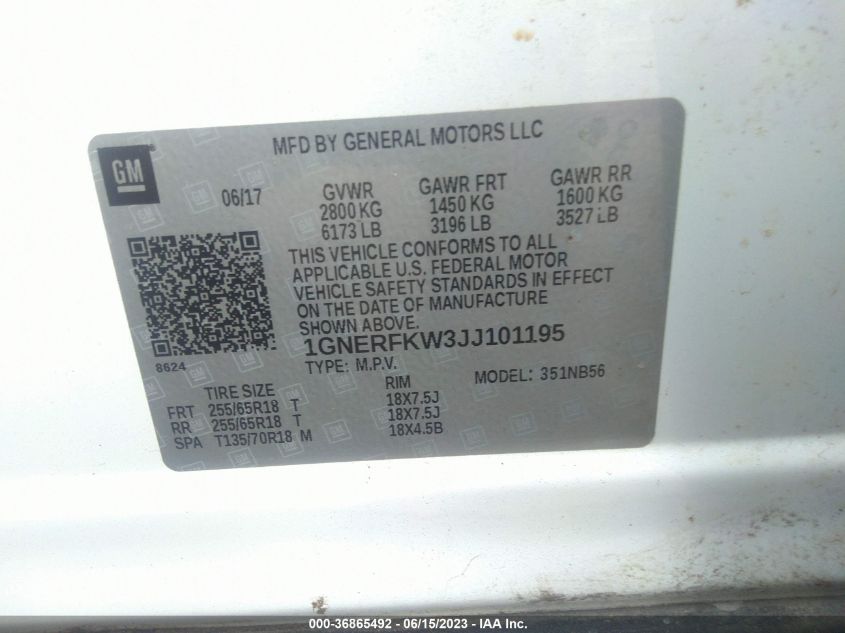 GM
MFD BY GENERAL MOTORS LLC
06/17
GVWR GAWR FRT GAWR RR
2800 KG 1450 KG 1600 KG
6173 LB 3196 LB 3527 LB
THIS VEHICLE CONFORMS TO ALL
APPLICABLE U.S. FEDERAL MOTOR
VEHICLE SAFETY STANDARDS IN EFFECT
ON THE DATE OF MANUFACTURE
SHOWN ABOVE.
1GNERFKW3JJ101195
8624
TYPE: M.P.V. MODEL: 351NB56
TIRE SIZE RIM
FRT 255/65R18 T 18X7.5J
RR 255/65R18 T 18X7.5J
SPA T135/70R18 M 18X4.5B
000-36865492 - 06/15/2023 - © IAA Inc.